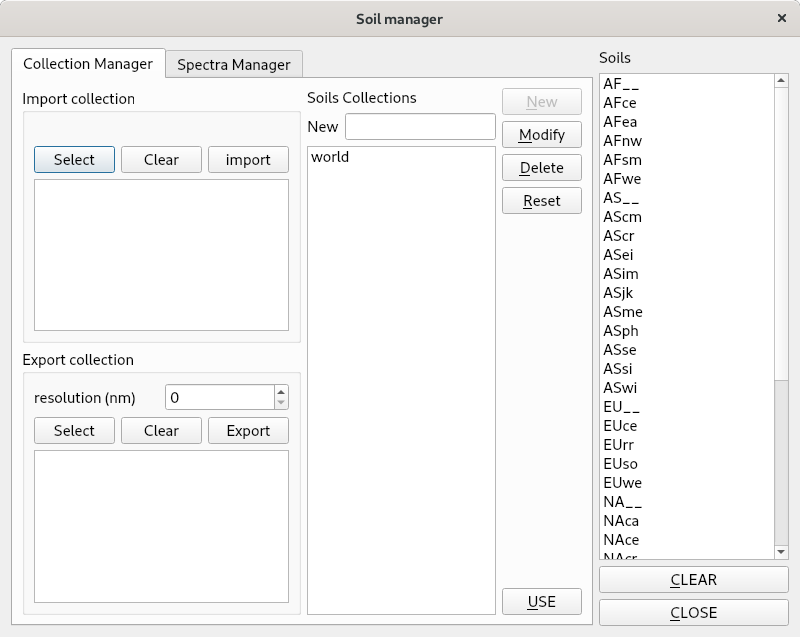 Soil manager
Collection Manager
Spectra Manager
Import collection
Select
Clear
import
Export collection
resolution (nm)
0
Select
Clear
Export
Soils Collections
New
world
New
Modify
Delete
Reset
USE
Soils
AF__
AFce
AFea
AFnw
AFsm
AFwe
AS__
AScm
AScr
ASei
ASim
ASjk
ASme
ASph
ASse
ASsi
ASwi
EU__
EUce
EUrr
EUso
EUwe
NA__
NAca
NAce
NAcr
CLEAR
CLOSE